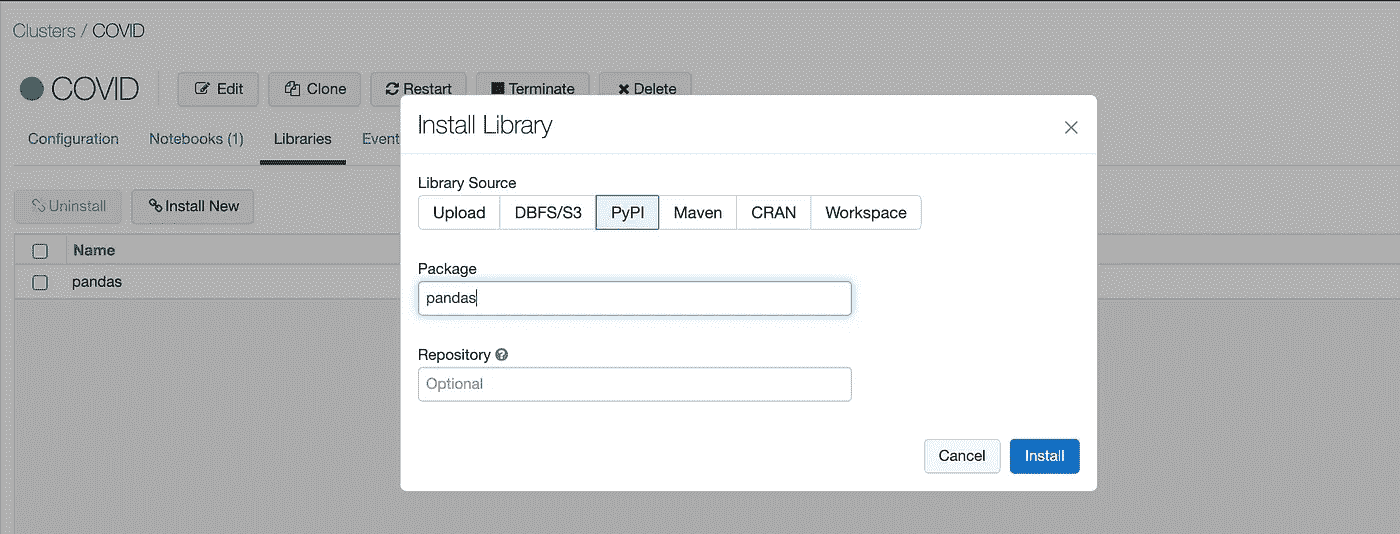 Clusters / COVID
COVID
Edit
Clone
Restart
Terminate
Delete
Configuration
Notebooks (1)
Libraries
Event
Uninstall
Install New
Name
pandas
Install Library
Library Source
Upload
DBFS/S3
PyPI
Maven
CRAN
Workspace
Package
pandas
Repository
Optional
Cancel
Install